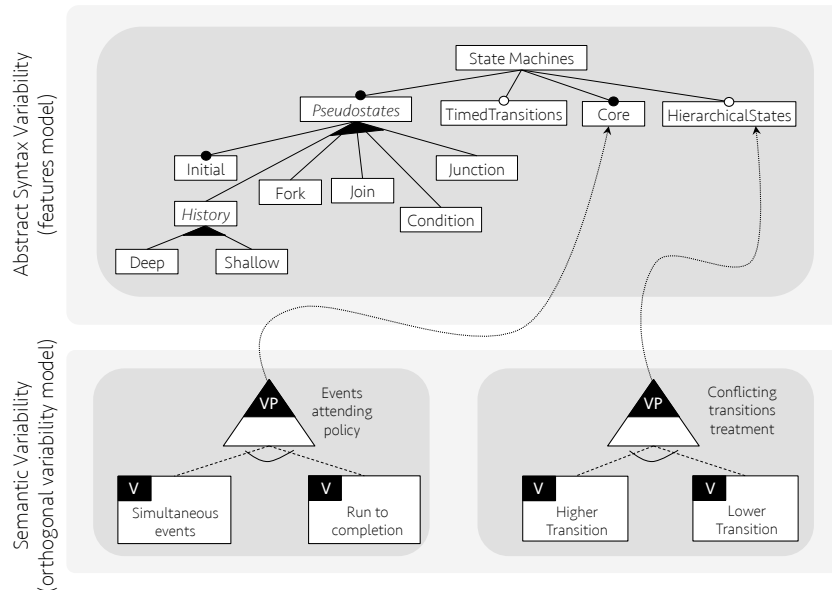 Abstract Syntax Variability
(features model)
State Machines
Pseudostates
TimedTransitions
Core
HierarchicalStates
Initial
Fork
Join
Junction
History
Condition
Deep
Shallow
Semantic Variability
(orthogonal variability model)
VP
Events
attending
policy
V
Simultaneous
events
V
Run to
completion
VP
Conflicting
transitions
treatment
V
Higher
Transition
V
Lower
Transition